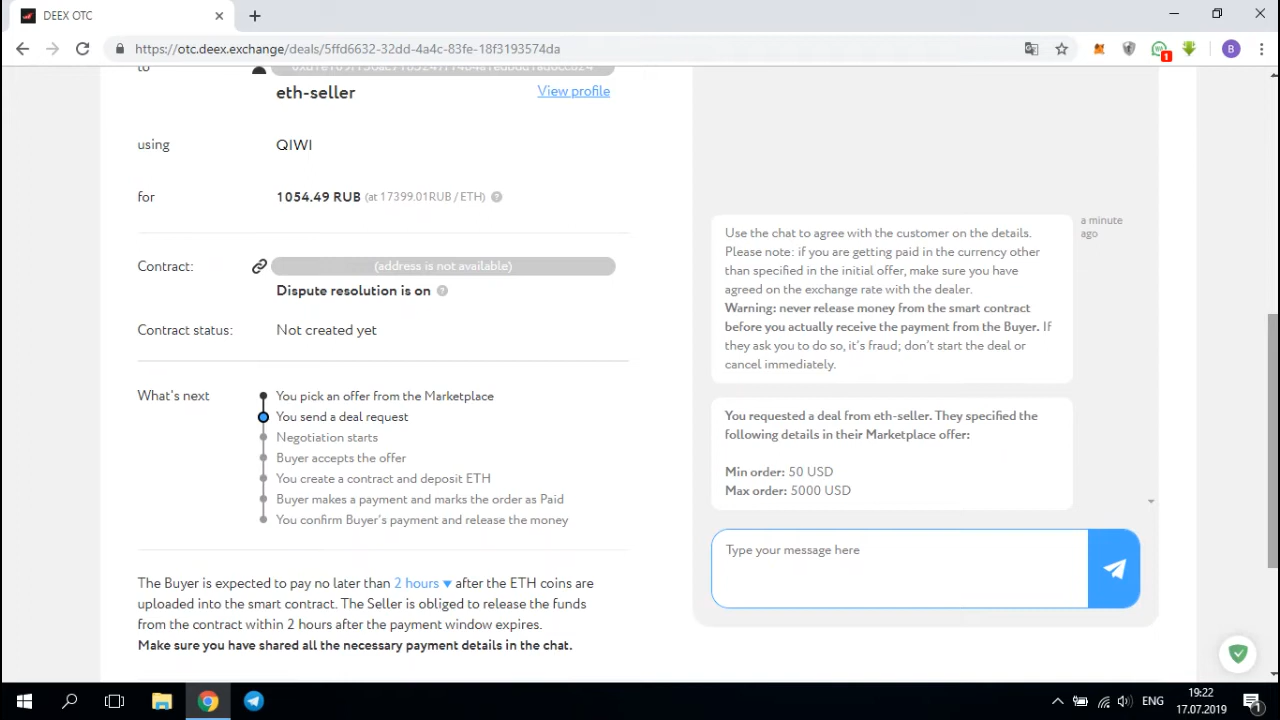 DEEX OTC
https://otc.deex.exchange/deals/5ffd6632-32dd-4a4c-83fe-18f3193574da
1
B
to
eth-seller
View profile
using
QIWI
for
1054.49 RUB (at 17399.01RUB / ETH) ?
Contract:
(address is not available)
Dispute resolution is on ?
Contract status:
Not created yet
What's next
You pick an offer from the Marketplace
You send a deal request
Negotiation starts
Buyer accepts the offer
You create a contract and deposit ETH
Buyer makes a payment and marks the order as Paid
You confirm Buyer's payment and release the money
The Buyer is expected to pay no later than 2 hours ▼ after the ETH coins are
uploaded into the smart contract. The Seller is obliged to release the funds
from the contract within 2 hours after the payment window expires.
Make sure you have shared all the necessary payment details in the chat.
a minute
ago
Use the chat to agree with the customer on the details.
Please note: if you are getting paid in the currency other
than specified in the initial offer, make sure you have
agreed on the exchange rate with the dealer.
Warning: never release money from the smart contract
before you actually receive the payment from the Buyer. If
they ask you to do so, it's fraud; don't start the deal or
cancel immediately.
You requested a deal from eth-seller. They specified the
following details in their Marketplace offer:
Min order: 50 USD
Max order: 5000 USD
Type your message here
ENG
19:22
17.07.2019
1